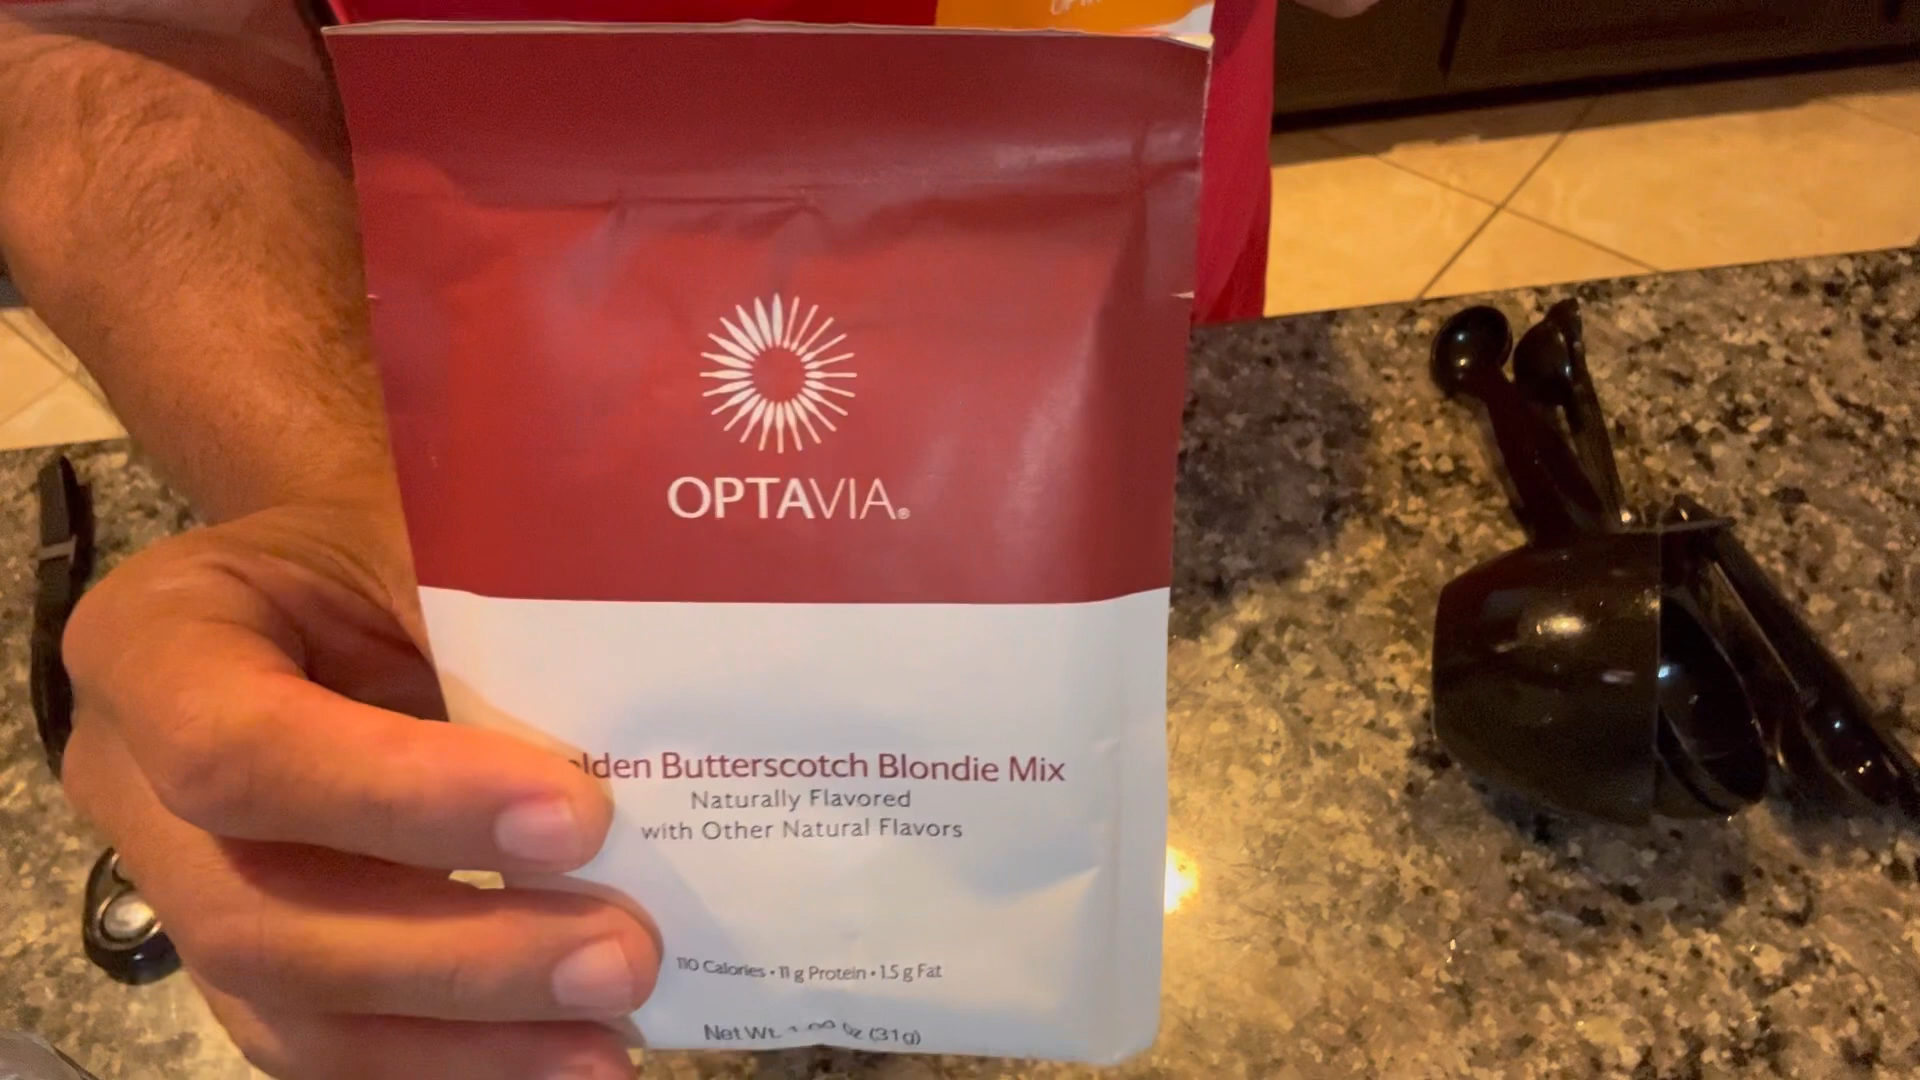 OPTAVIA®
lden Butterscotch Blondie Mix
Naturally Flavored
with Other Natural Flavors
110 Calories • 11 g Protein • 1.5 g Fat
Net Wt. oz (31g)